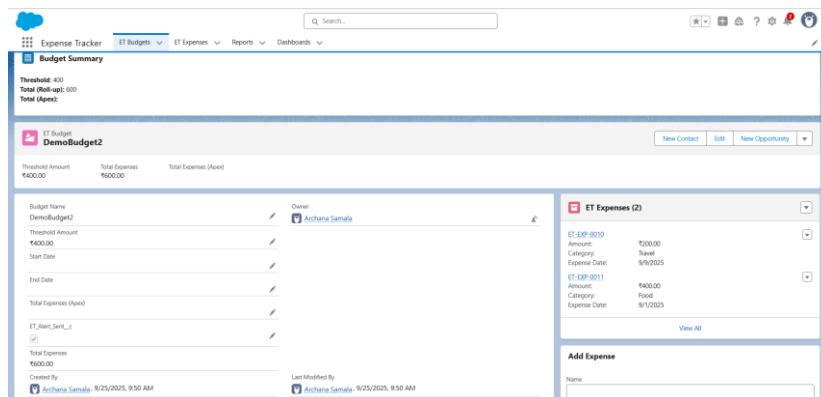 Search...
Expense Tracker ET Budgets ET Expenses Reports Dashboards
Budget Summary
Threshold: 400
Total (Roll-up): 600
Total (Apex):
ET Budget
DemoBudget2
New Contact Edit New Opportunity
Threshold Amount Total Expenses Total Expenses (Apex)
₹400.00 ₹600.00
Budget Name
DemoBudget2
Threshold Amount
₹400.00
Start Date
End Date
Total Expenses (Apex)
ET_Alert_Sent__c
Total Expenses
₹600.00
Created By
Archana Samala, 9/25/2025, 9:50 AM
Owner
Archana Samala
Last Modified By
Archana Samala, 9/25/2025, 9:50 AM
ET Expenses (2)
ET-EXP-0010
Amount: ₹200.00
Category: Travel
Expense Date: 9/9/2025
ET-EXP-0011
Amount: ₹400.00
Category: Food
Expense Date: 9/1/2025
View All
Add Expense
Name